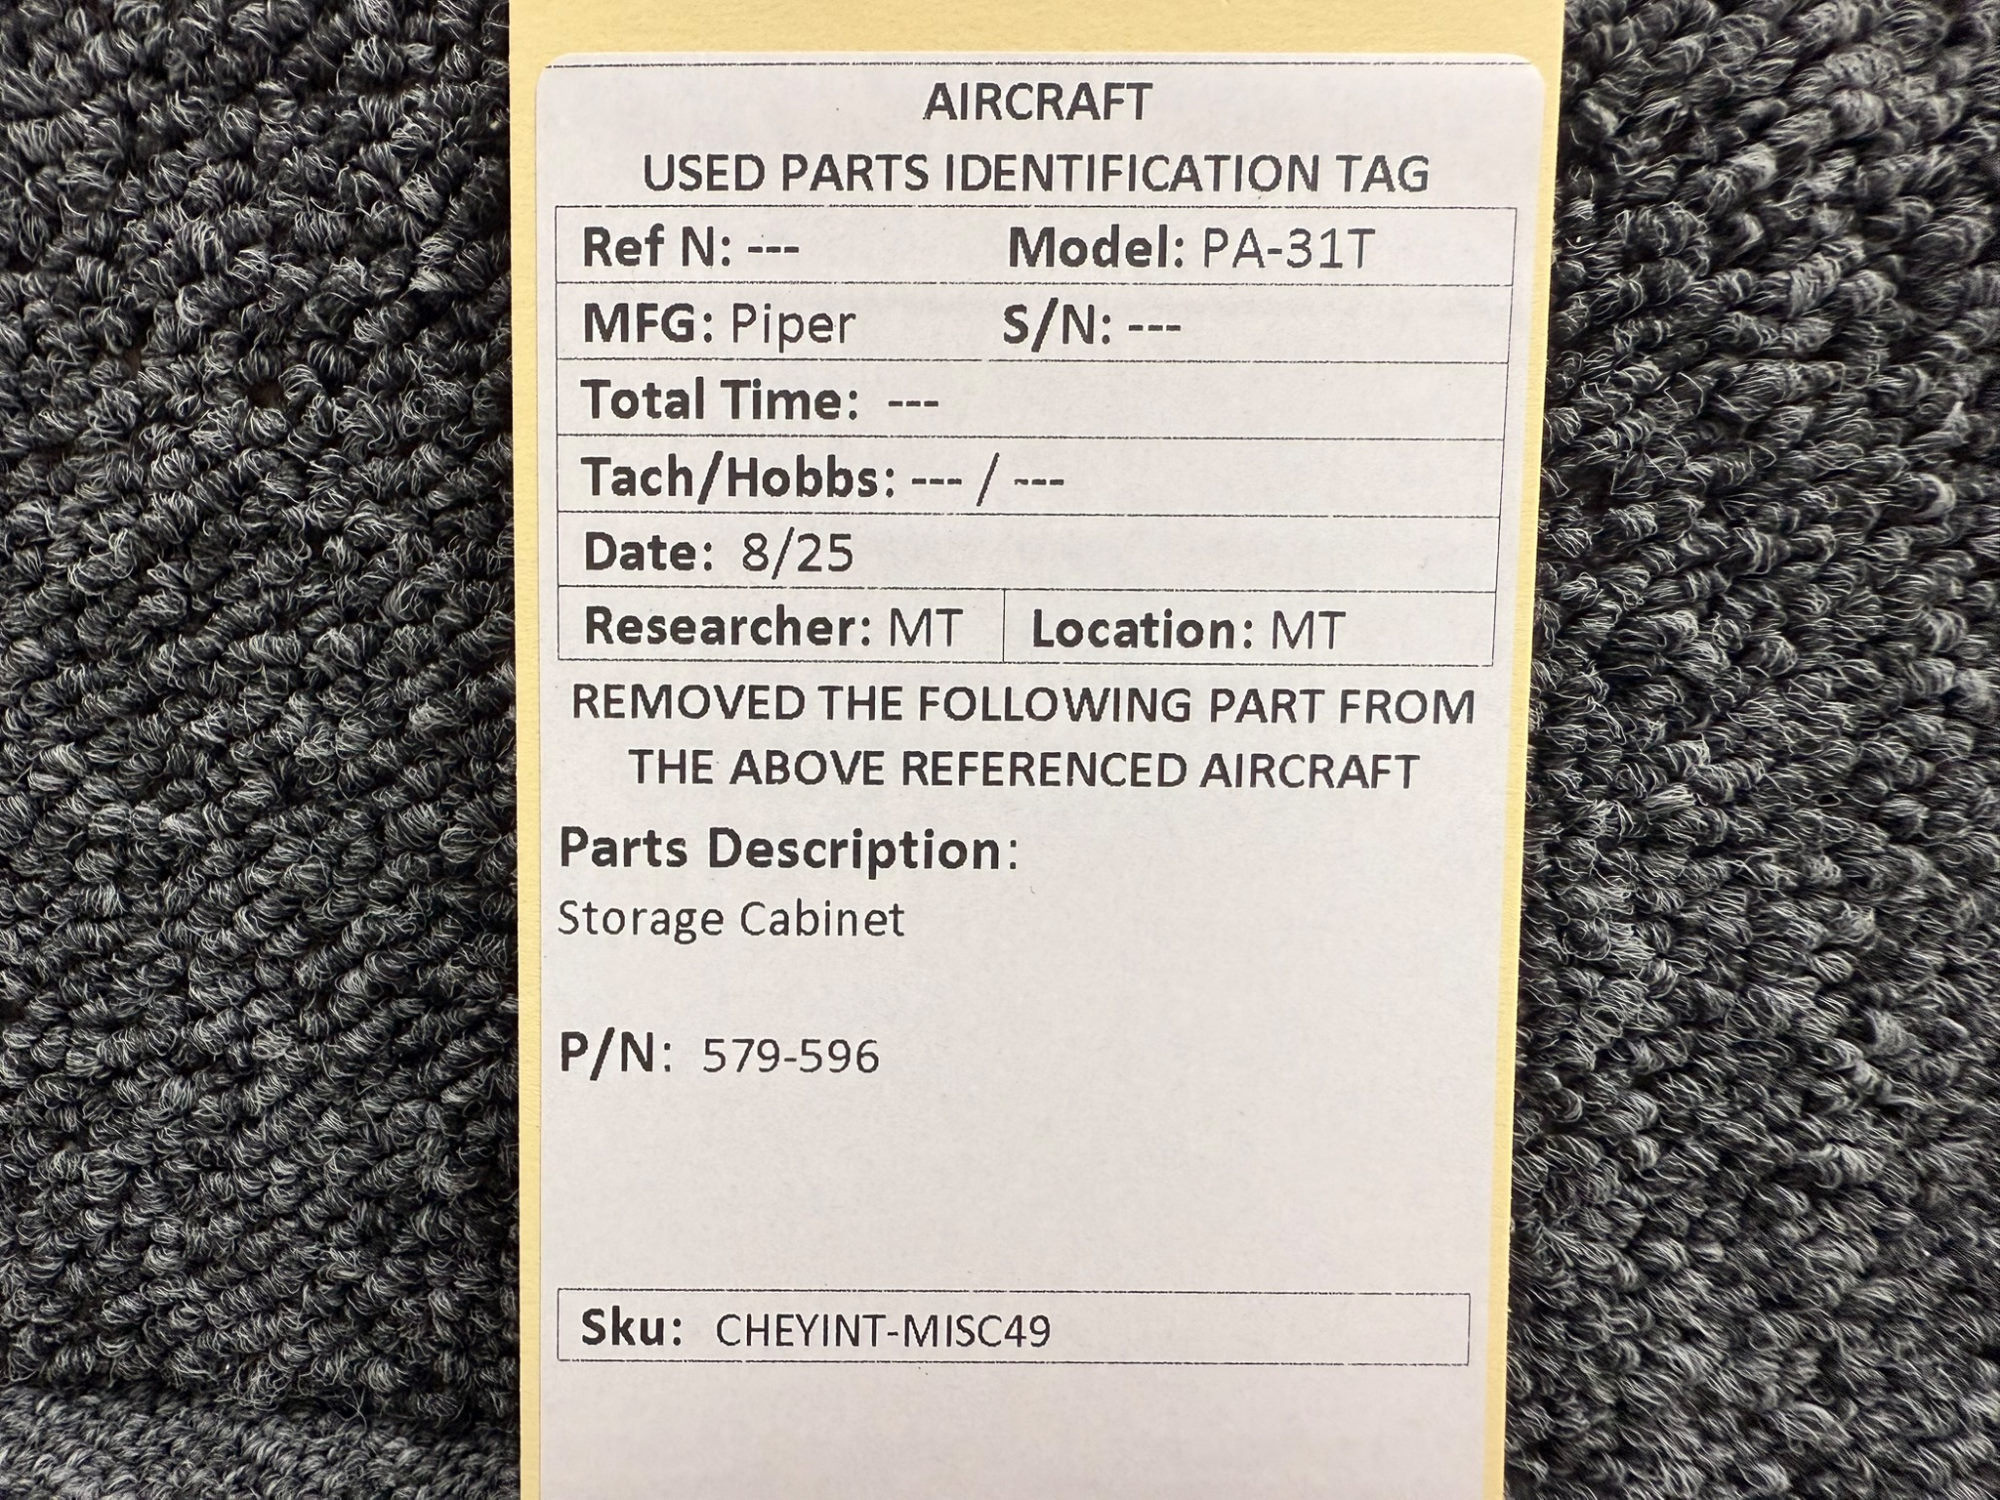 AIRCRAFT
USED PARTS IDENTIFICATION TAG
Ref N: --- Model: PA-31T
MFG: Piper S/N: ---
Total Time: ---
Tach/Hobbs: --- / ---
Date: 8/25
Researcher: MT Location: MT
REMOVED THE FOLLOWING PART FROM
THE ABOVE REFERENCED AIRCRAFT
Parts Description:
Storage Cabinet
P/N: 579-596
Sku: CHEYINT-MISC49